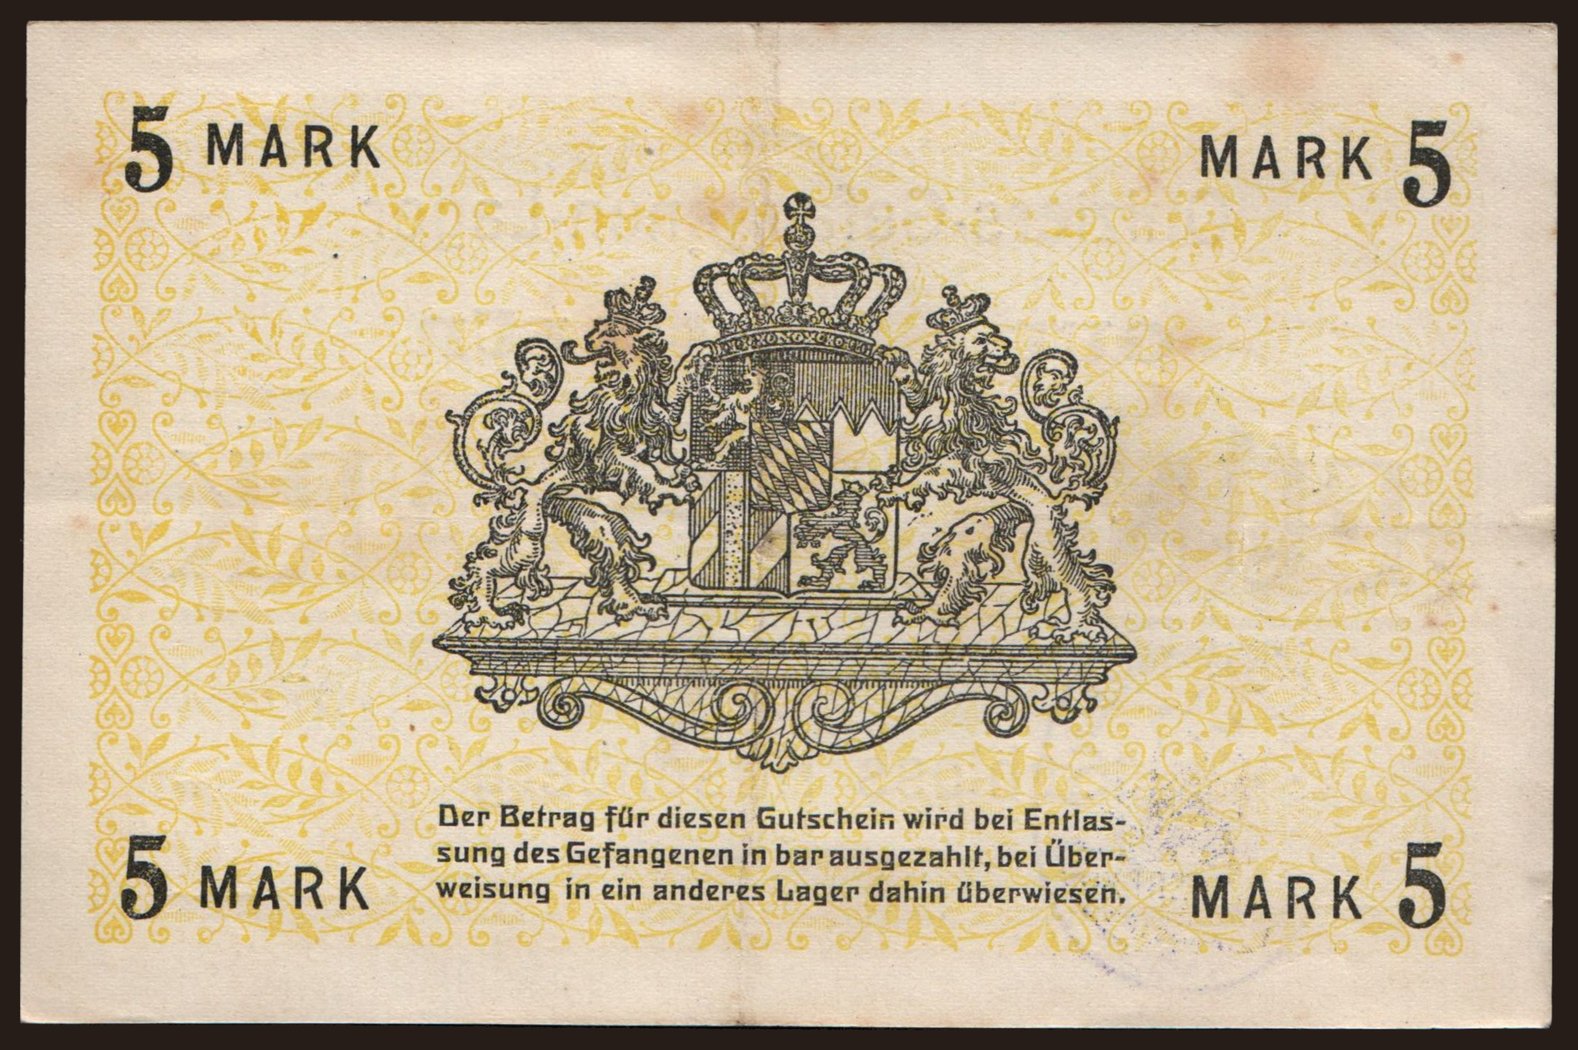 5 MARK
MARK 5
Der Betrag für diesen Gutschein wird bei Entlas-
sung des Gefangenen in bar ausgezahlt, bei Über-
weisung in ein anderes Lager dahin überwiesen.
5 MARK
MARK 5